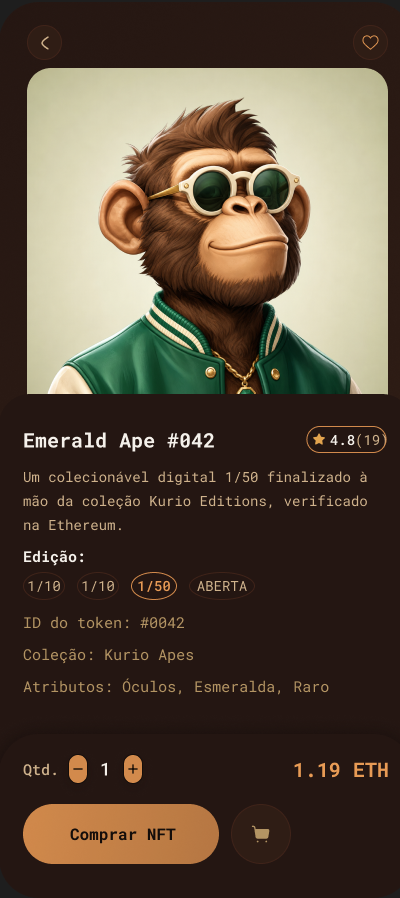 Emerald Ape #042
4.8(19)
Um colecionável digital 1/50 finalizado à
mão da coleção Kurio Editions, verificado
na Ethereum.
Edição:
1/10 1/10 1/50 ABERTA
ID do token: #0042
Coleção: Kurio Apes
Atributos: Óculos, Esmeralda, Raro
Qtd. − 1 + 1.19 ETH
Comprar NFT